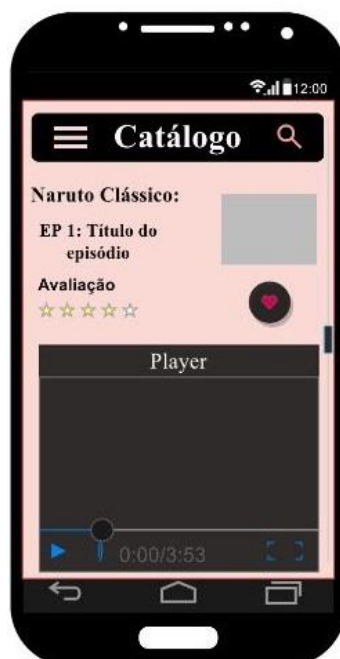 12:00
Catálogo
Naruto Clássico:
EP 1: Título do
episódio
Avaliação
Player
0:00/3:53